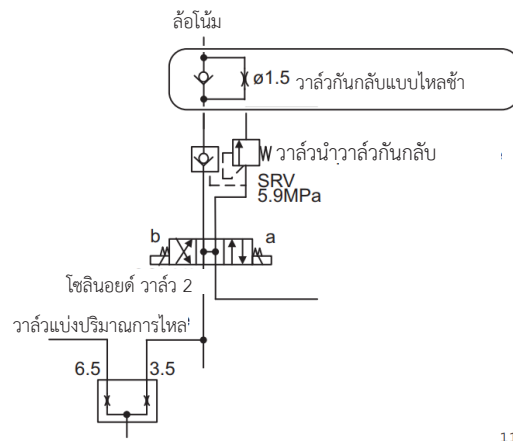 ล้อโน้ม
ø1.5 วาล์วกันกลับแบบไหลช้า
วาล์วนำวาล์วกันกลับ
SRV
5.9MPa
b
a
โซลินอยด์ วาล์ว 2
วาล์วแบ่งปริมาณการไหล
6.5
3.5
11